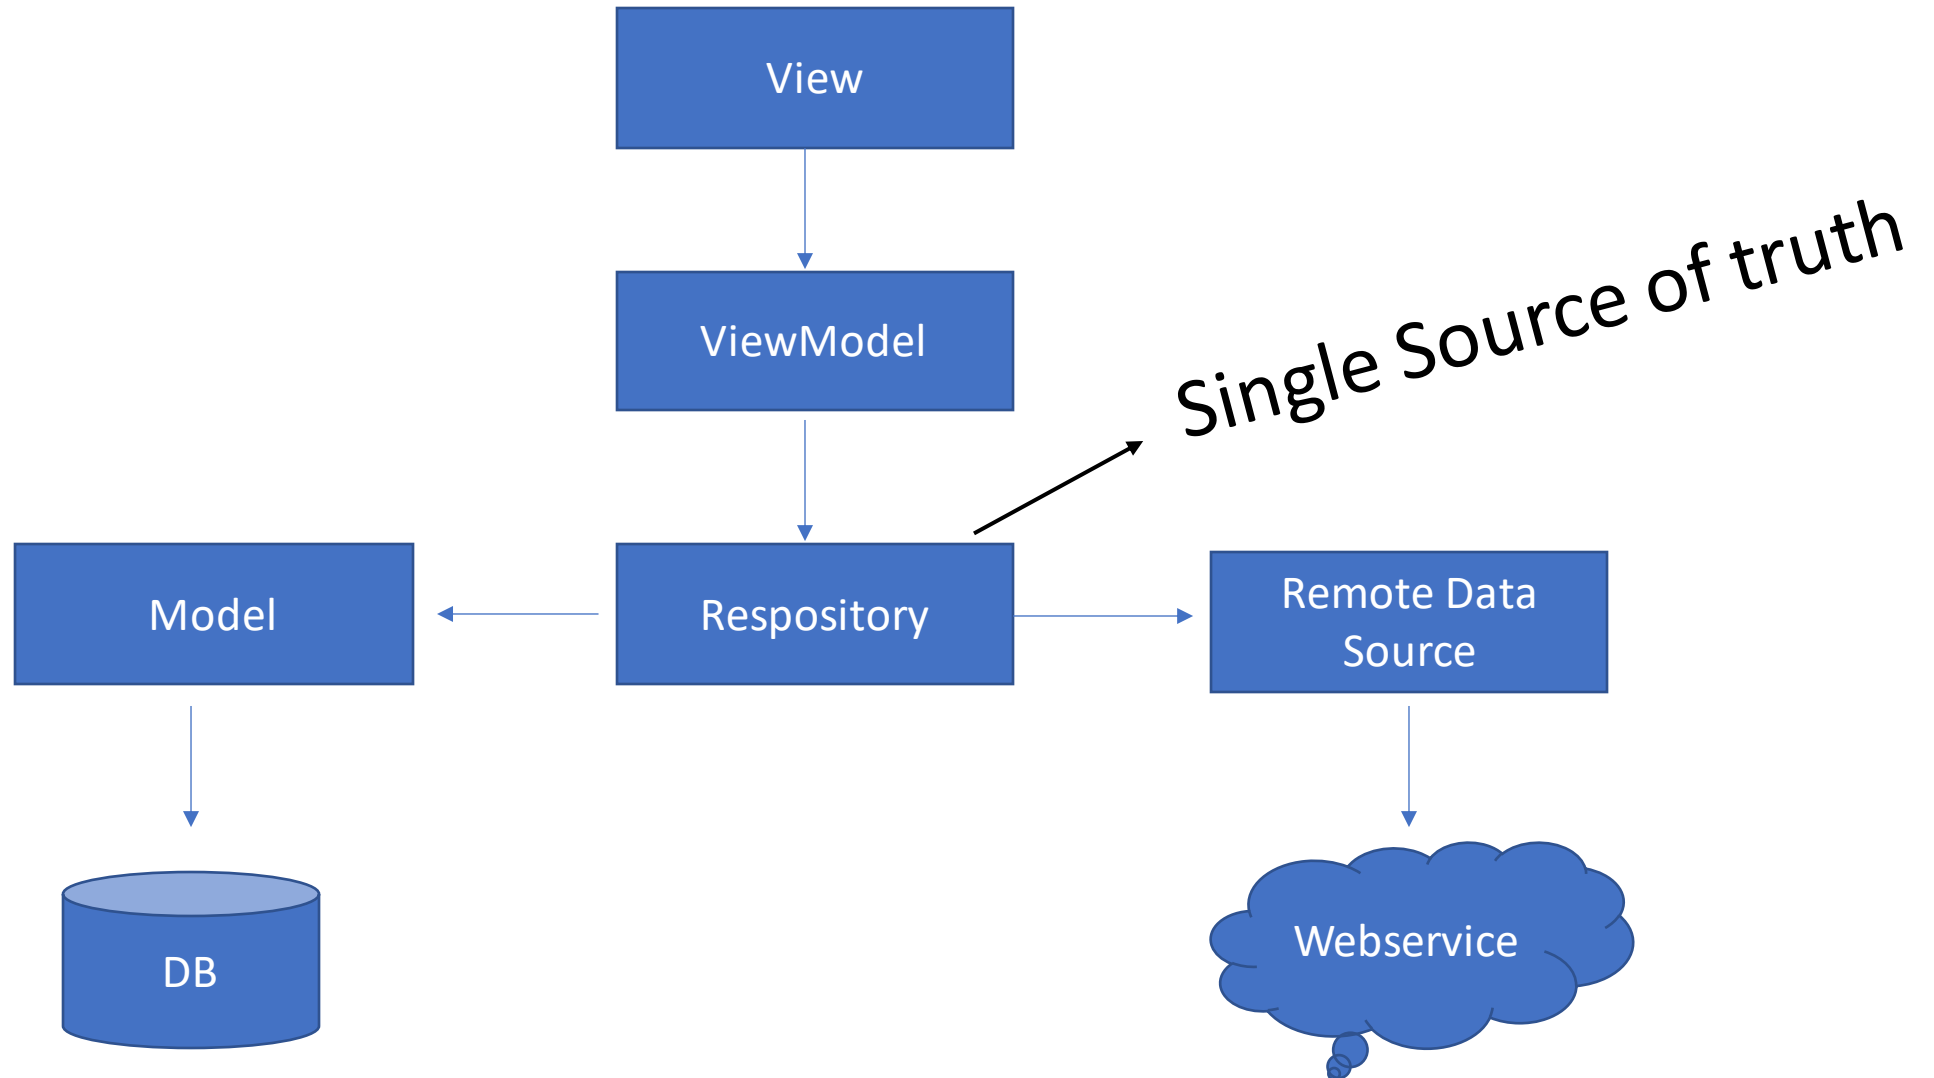 View
ViewModel
Single Source of truth
Model
Respository
Remote Data
Source
DB
Webservice